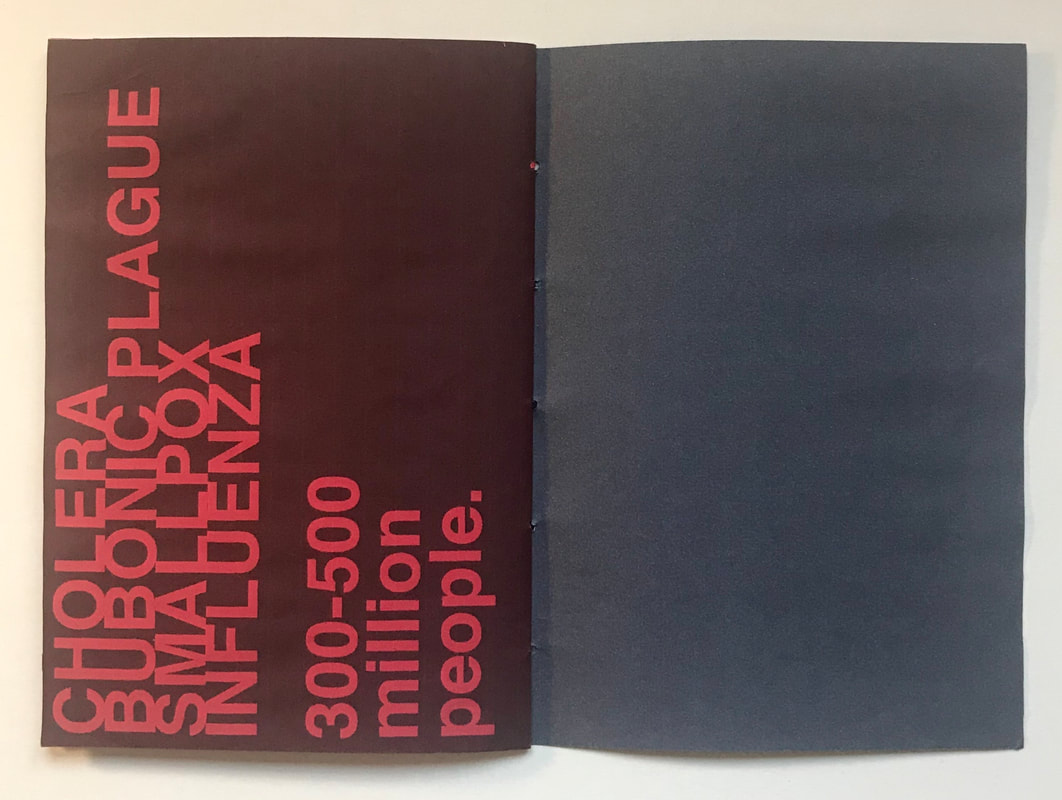 CHOLERA
BUBONIC PLAGUE
SMALLPOX
INFLUENZA
300-500
million
people.